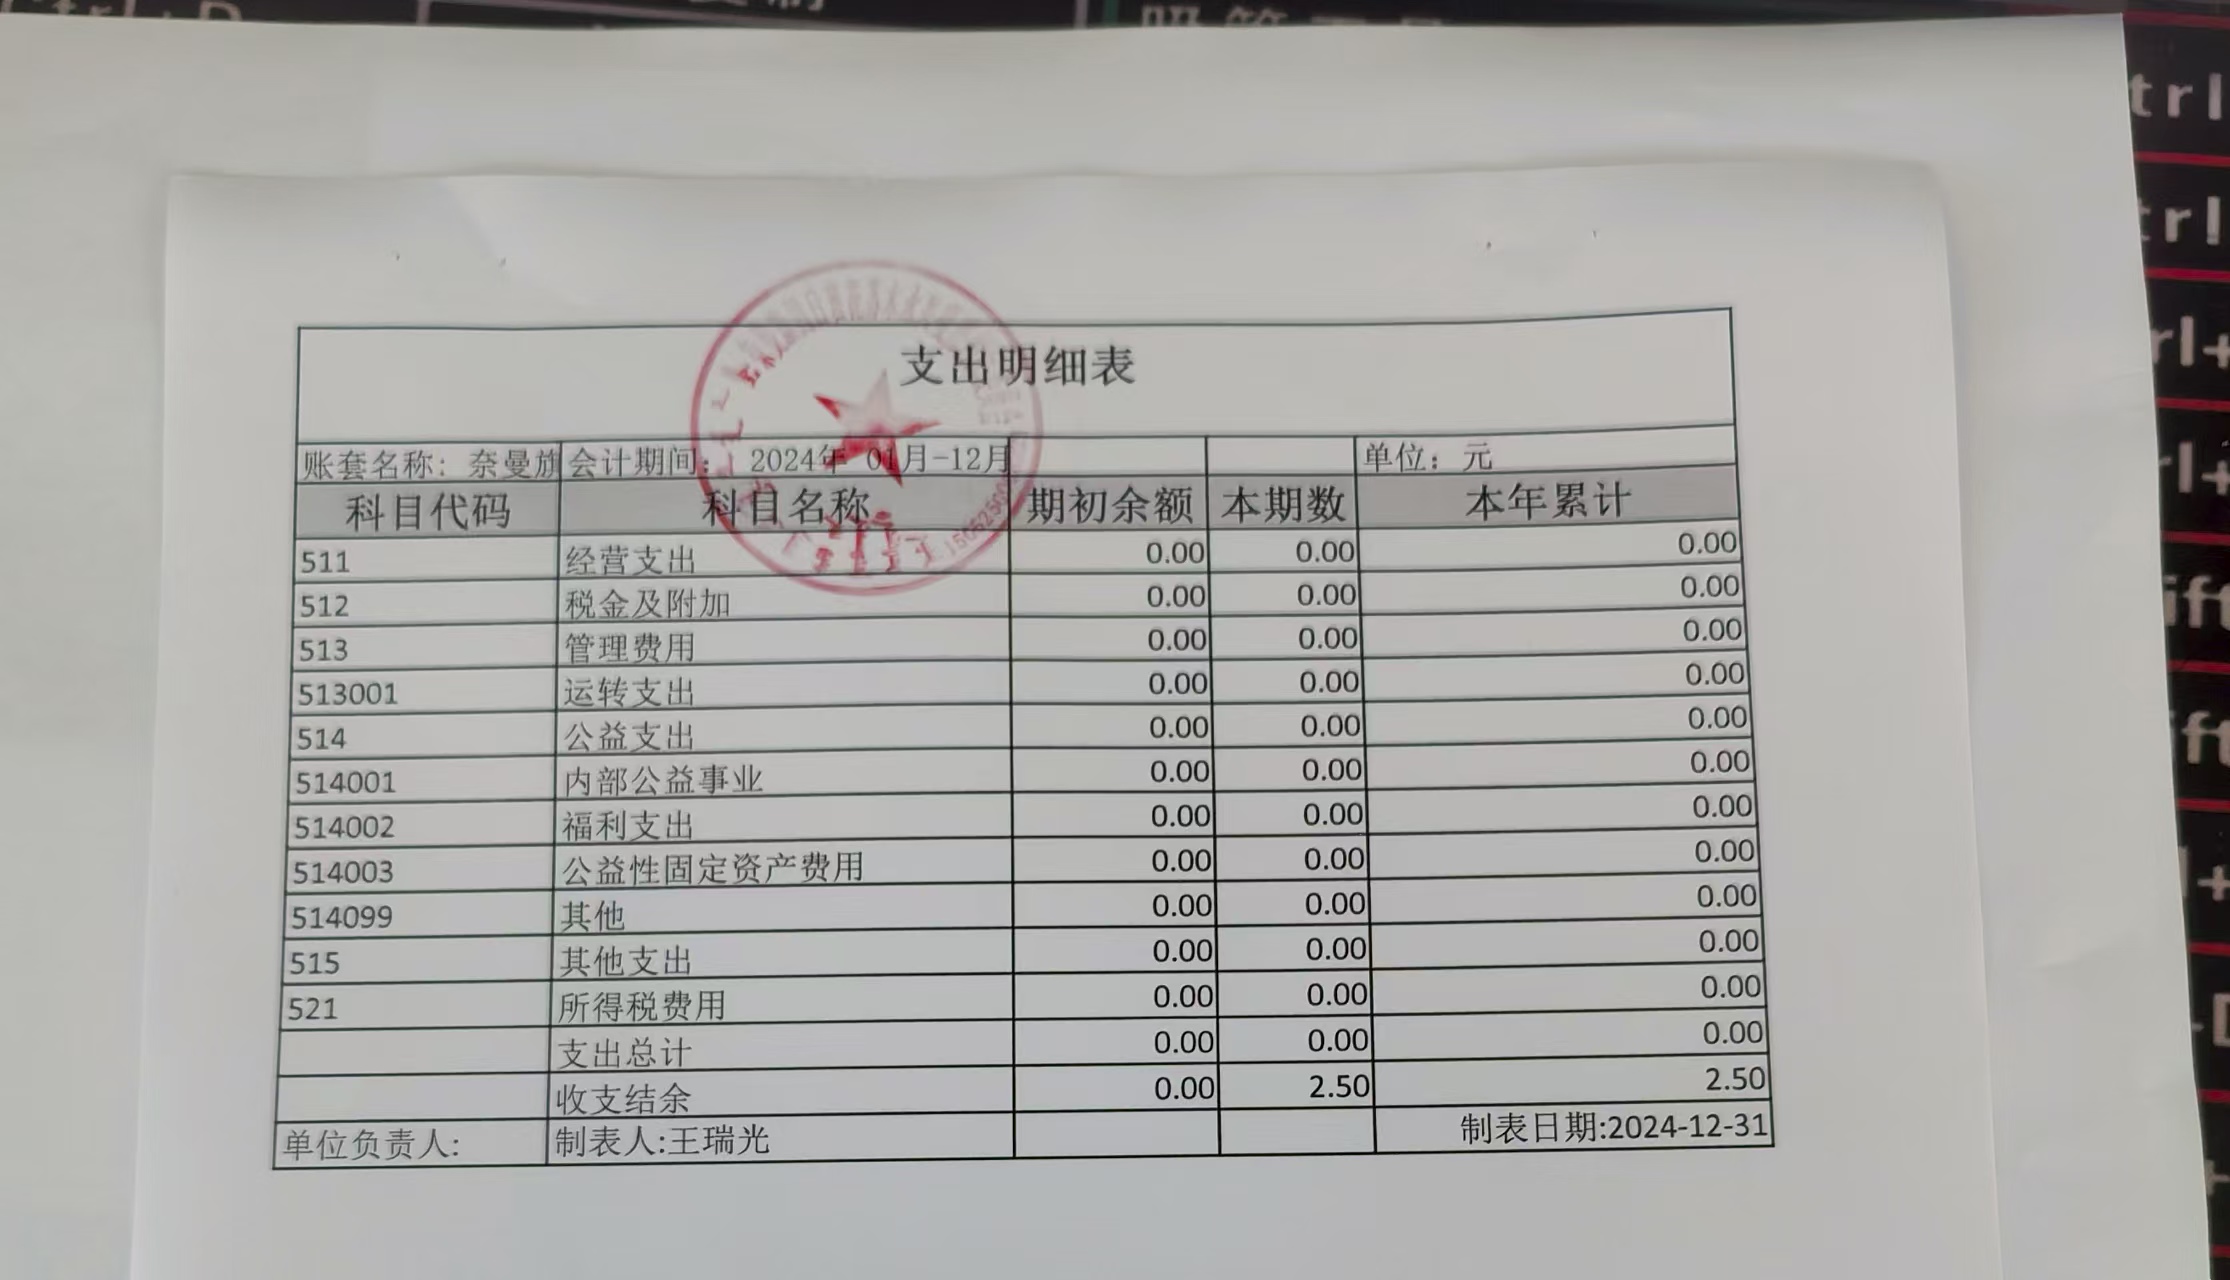 支出明细表
账套名称: 奈曼旗 会计期间: 2024年 01月-12月 单位: 元
科目代码 科目名称 期初余额 本期数 本年累计
511 经营支出 0.00 0.00 0.00
512 税金及附加 0.00 0.00 0.00
513 管理费用 0.00 0.00 0.00
513001 运转支出 0.00 0.00 0.00
514 公益支出 0.00 0.00 0.00
514001 内部公益事业 0.00 0.00 0.00
514002 福利支出 0.00 0.00 0.00
514003 公益性固定资产费用 0.00 0.00 0.00
514099 其他 0.00 0.00 0.00
515 其他支出 0.00 0.00 0.00
521 所得税费用 0.00 0.00 0.00
支出总计 0.00 0.00 0.00
收支结余 0.00 2.50 2.50
单位负责人: 制表人:王瑞光 制表日期:2024-12-31